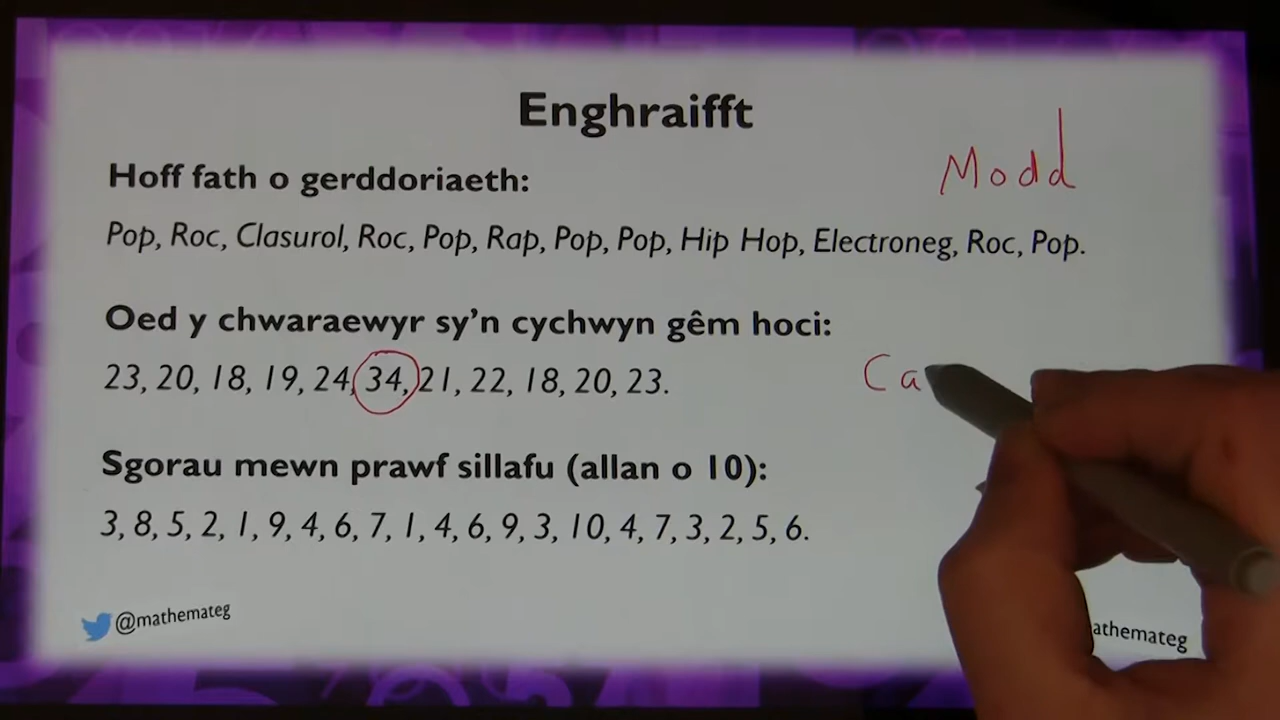 Enghraifft
Modd
Hoff fath o gerddoriaeth:
Pop, Roc, Clasurol, Roc, Pop, Rap, Pop, Pop, Hip Hop, Electroneg, Roc, Pop.
Oed y chwaraewyr sy'n cychwyn gêm hoci:
23, 20, 18, 19, 24, 34, 21, 22, 18, 20, 23.
Ca
Sgorau mewn prawf sillafu (allan o 10):
3, 8, 5, 2, 1, 9, 4, 6, 7, 1, 4, 6, 9, 3, 10, 4, 7, 3, 2, 5, 6.
@mathemateg
athemateg